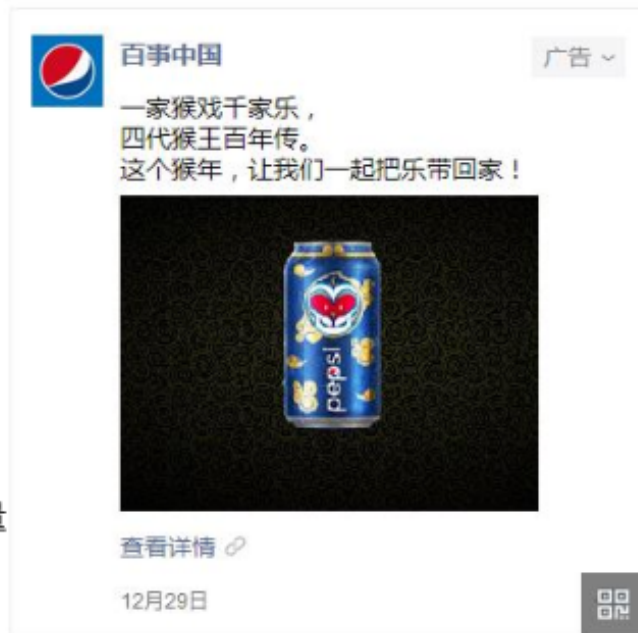 百事中国
广告
一家猴戏千家乐，
四代猴王百年传。
这个猴年，让我们一起把乐带回家！
pepsi
查看详情
12月29日